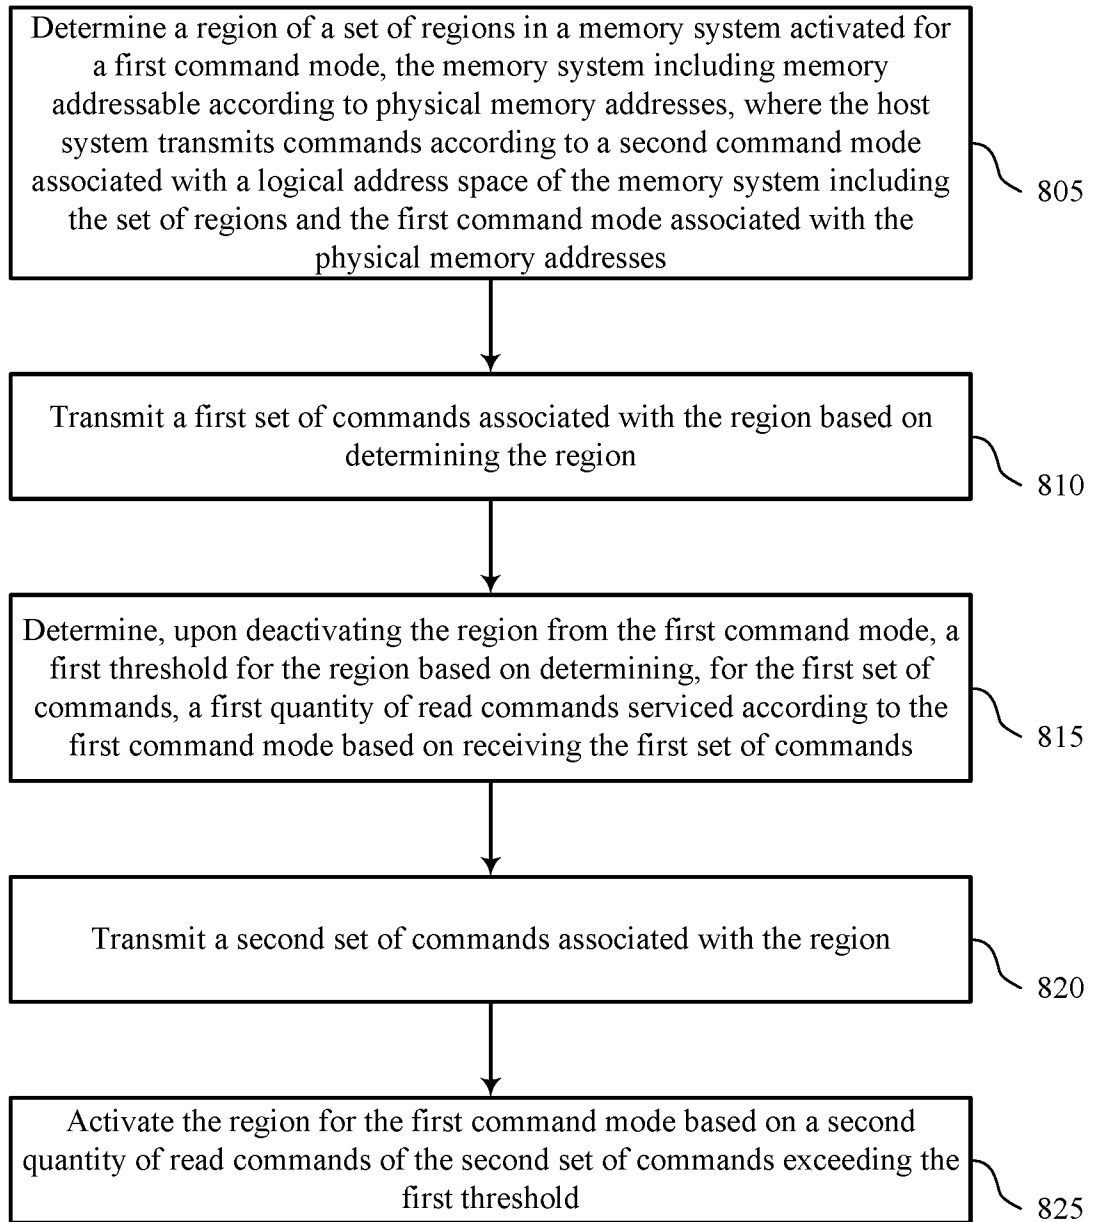 Determine a region of a set of regions in a memory system activated for
a first command mode, the memory system including memory
addressable according to physical memory addresses, where the host
system transmits commands according to a second command mode
associated with a logical address space of the memory system including
the set of regions and the first command mode associated with the
physical memory addresses
805
Transmit a first set of commands associated with the region based on
determining the region
810
Determine, upon deactivating the region from the first command mode, a
first threshold for the region based on determining, for the first set of
commands, a first quantity of read commands serviced according to the
first command mode based on receiving the first set of commands
815
Transmit a second set of commands associated with the region
820
Activate the region for the first command mode based on a second
quantity of read commands of the second set of commands exceeding the
first threshold
825